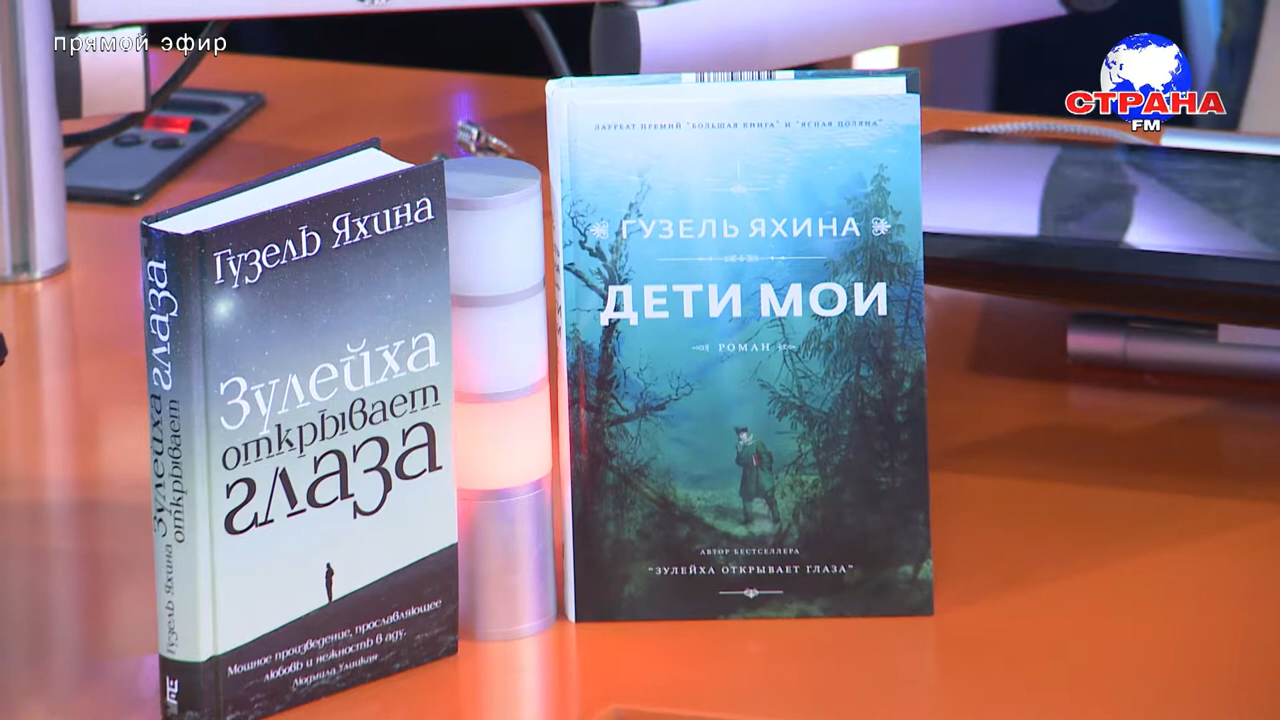 прямой эфир
СТРАНА
FM
Гузель Яхина
Зулейха
открывает
глаза
Мощное произведение, прославляющее
любовь и нежность в аду.
Людмила Улицкая
Гузель Яхина Зулейха открывает глаза
ЛАУРЕАТ ПРЕМИЙ "БОЛЬШАЯ КНИГА" И "ЯСНАЯ ПОЛЯНА"
ГУЗЕЛЬ ЯХИНА
ДЕТИ МОИ
РОМАН
АВТОР БЕСТСЕЛЛЕРА
"ЗУЛЕЙХА ОТКРЫВАЕТ ГЛАЗА"